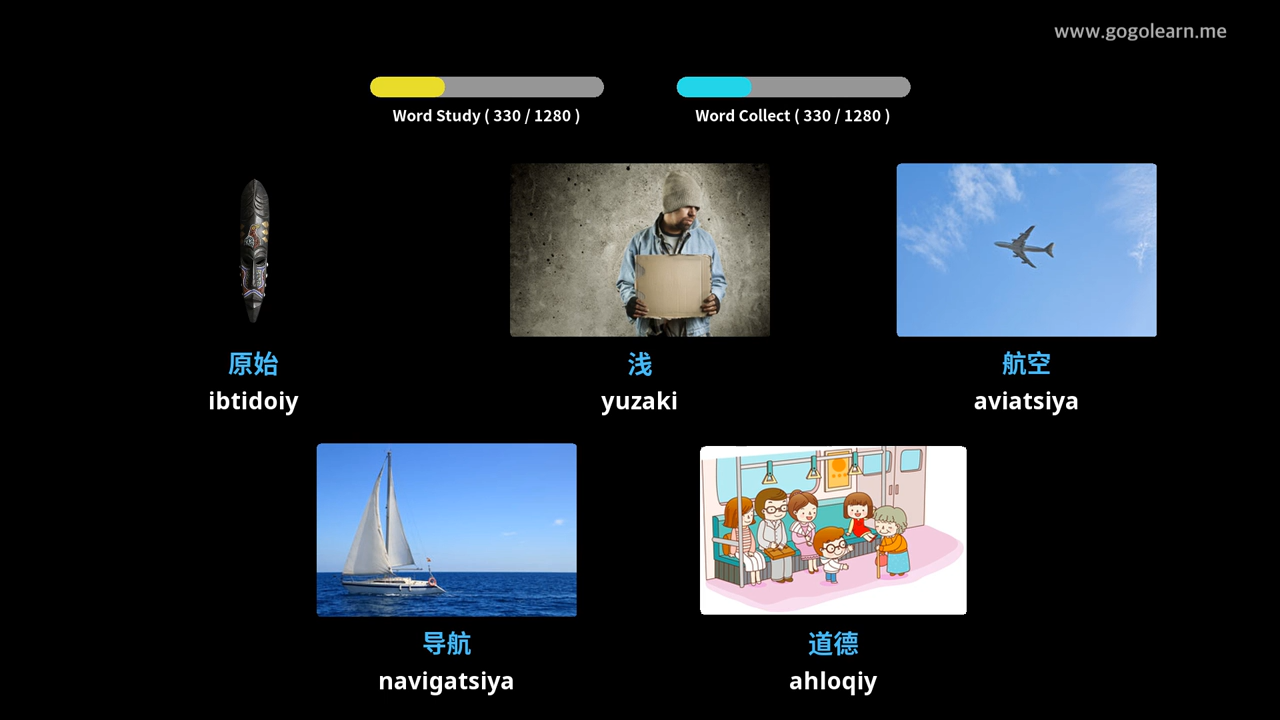 www.gogolearn.me
Word Study ( 330 / 1280 )
Word Collect ( 330 / 1280 )
原始
ibtidoiy
浅
yuzaki
航空
aviatsiya
导航
navigatsiya
道德
ahloqiy